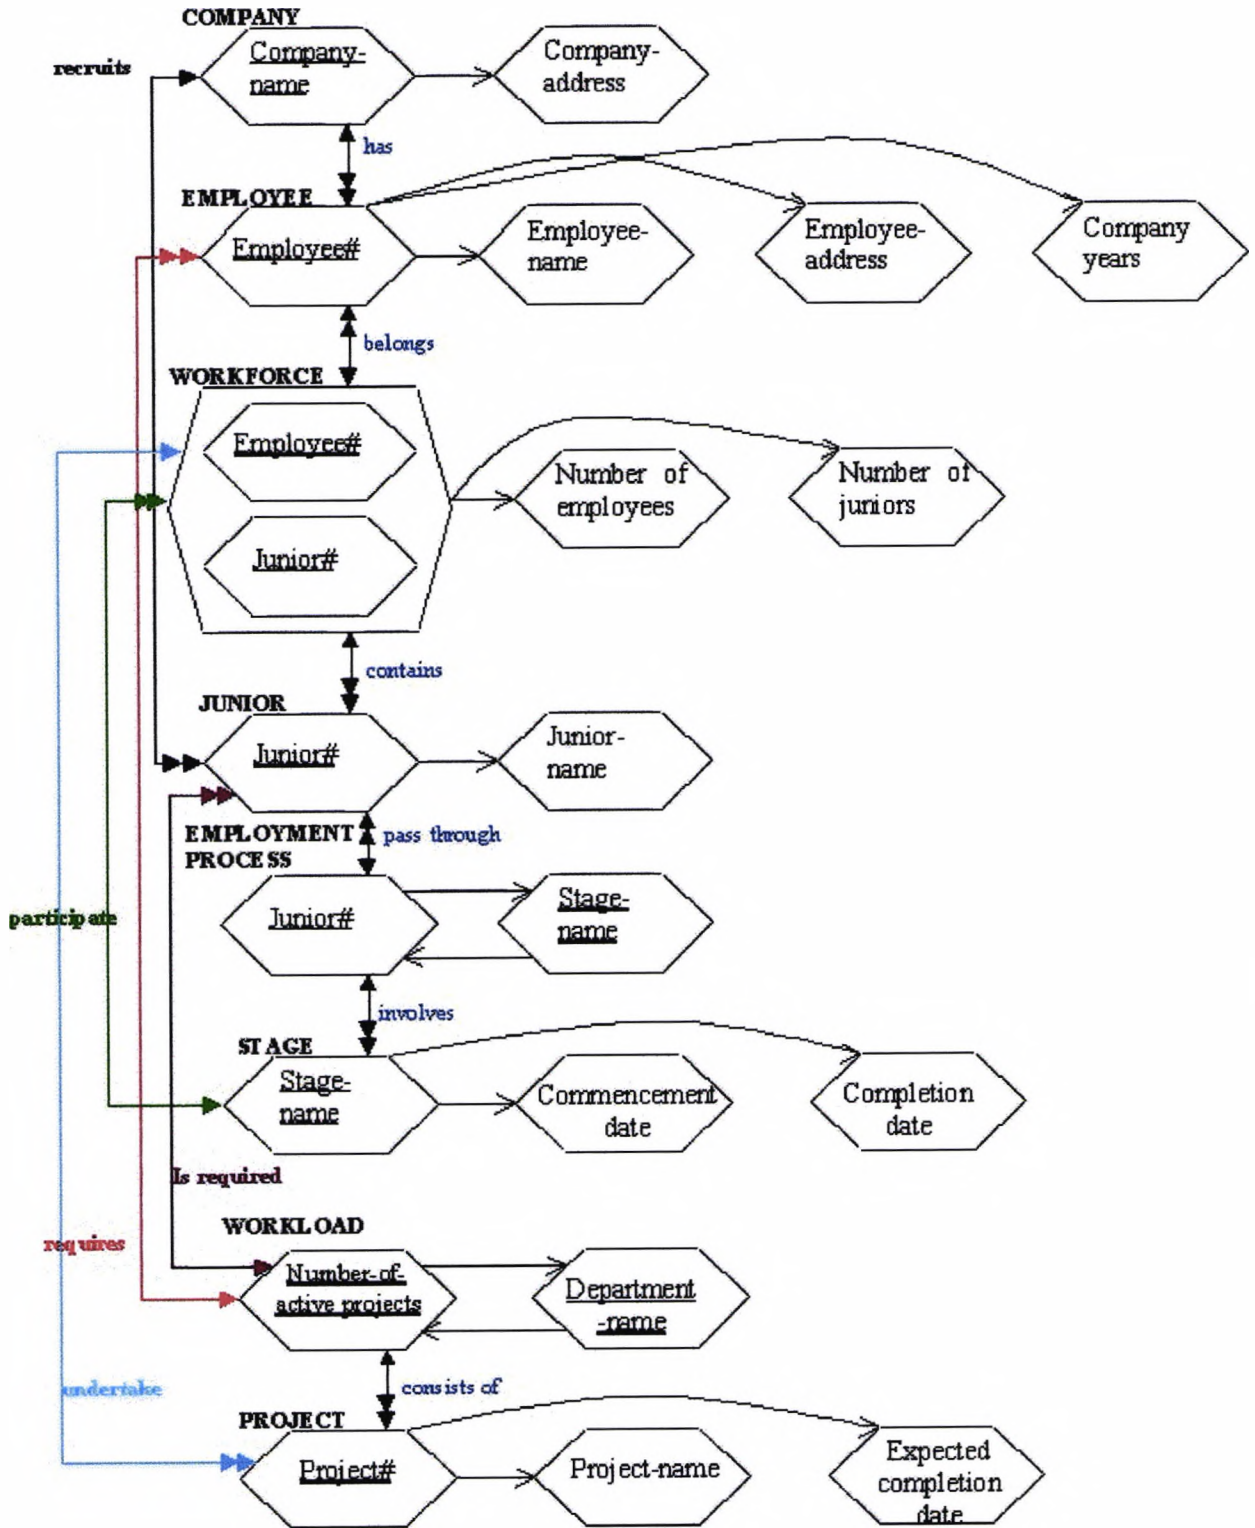 COMPANY
recruits
Company-
name
Company-
address
has
EMPLOYEE
Employee#
Employee-
name
Employee-
address
Company
years
belongs
WORKFORCE
Employee#
Junior#
Number of
employees
Number of
juniors
contains
JUNIOR
Junior#
Junior-
name
EMPLOYMENT
PROCESS
pass through
Junior#
Stage-
name
participate
involves
STAGE
Stage-
name
Commencement
date
Completion
date
Is required
requires
WORKLOAD
Number-of-
active projects
Department
-name
undertake
consists of
PROJECT
Project#
Project-name
Expected
completion
date